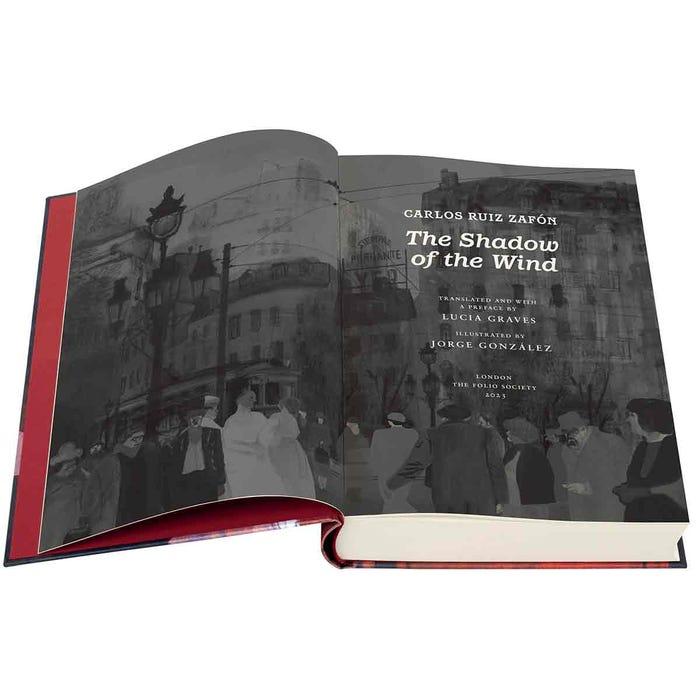 CARLOS RUIZ ZAFÓN
The Shadow
of the Wind
TRANSLATED AND WITH
A PREFACE BY
LUCIA GRAVES
ILLUSTRATED BY
JORGE GONZÁLEZ
LONDON
THE FOLIO SOCIETY
2023
SIEMPRE